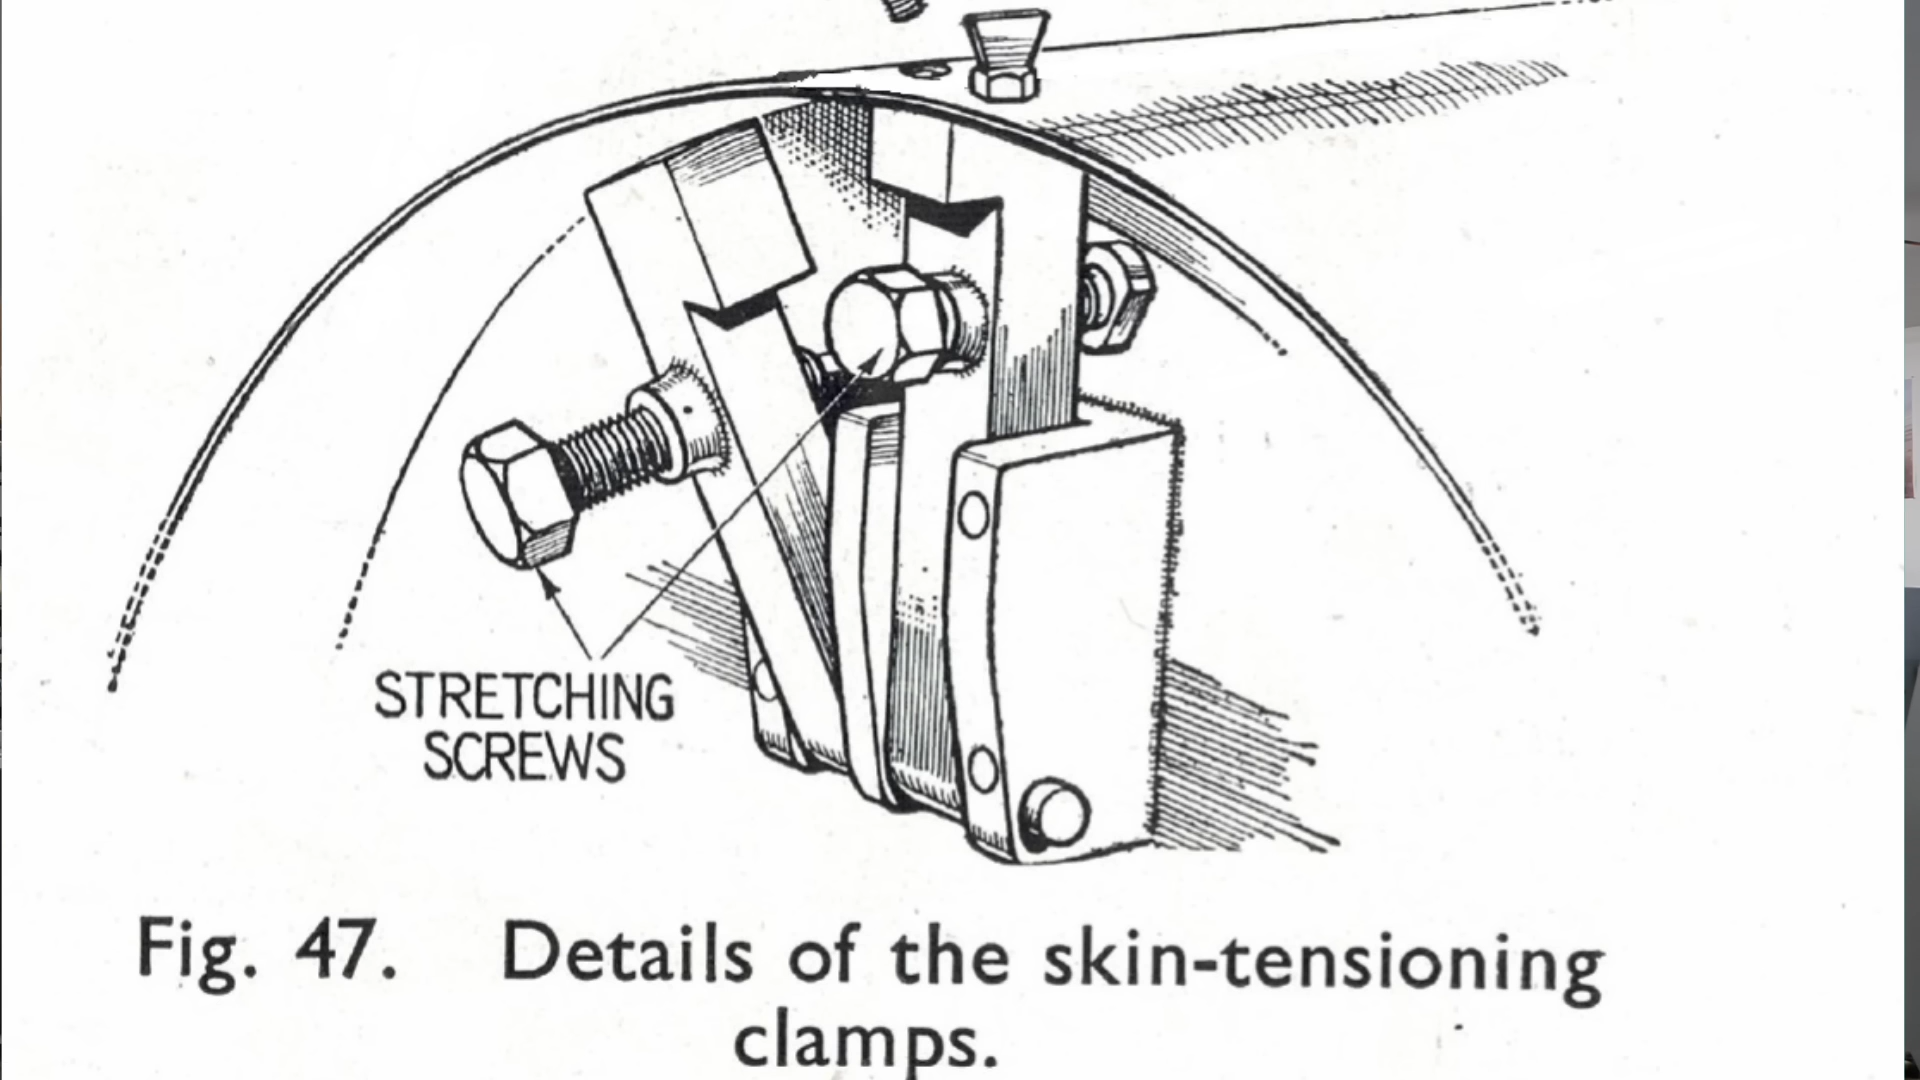 STRETCHING
SCREWS
Fig. 47. Details of the skin-tensioning
clamps.